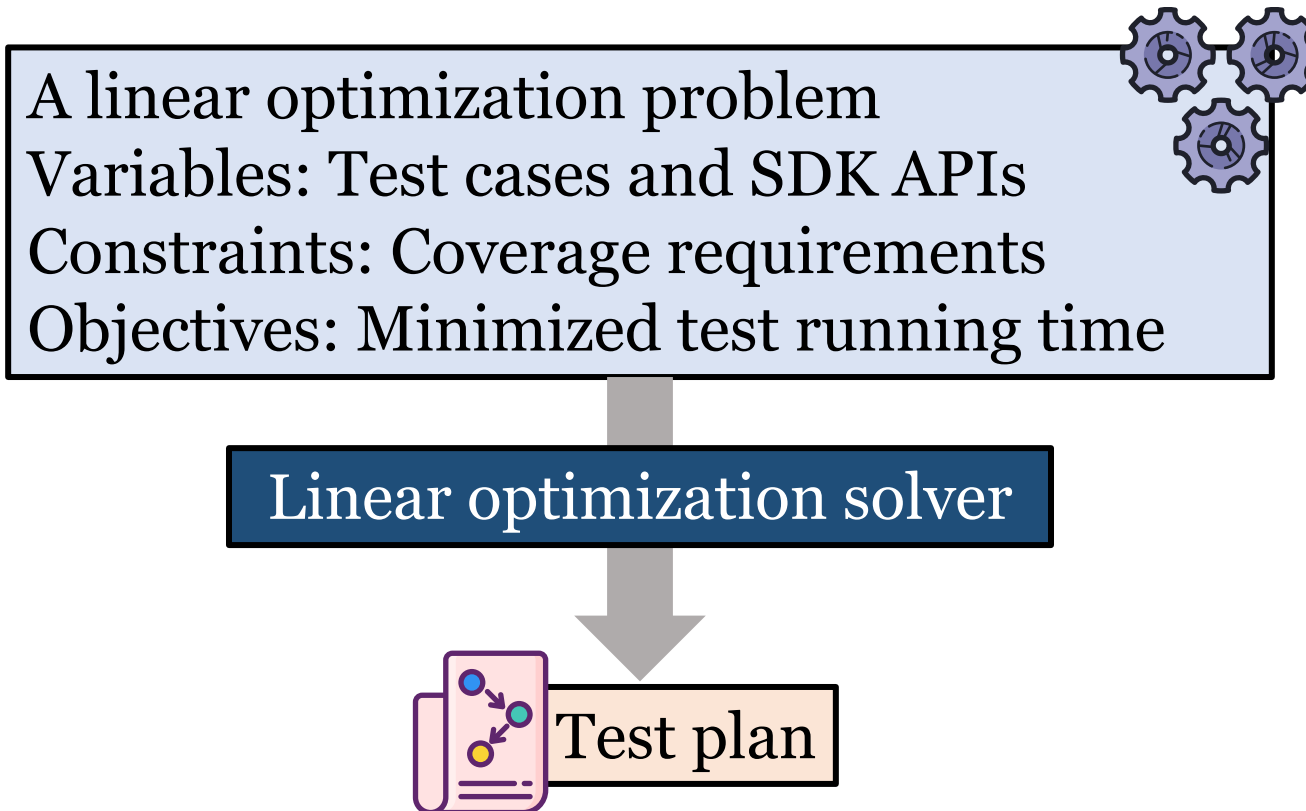 A linear optimization problem
Variables: Test cases and SDK APIs
Constraints: Coverage requirements
Objectives: Minimized test running time
Linear optimization solver
Test plan